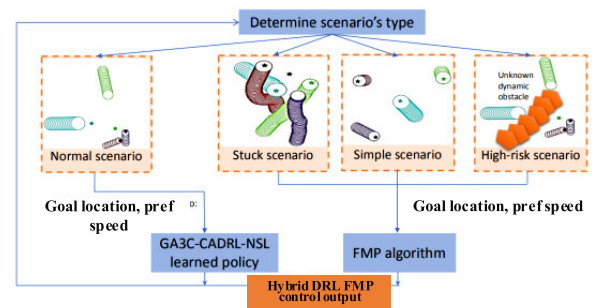 Determine scenario's type
Unknown
dynamic
obstacle
Normal scenario
Stuck scenario
Simple scenario
High-risk scenario
Goal location, pref
speed
D:
Goal location, pref speed
GA3C-CADRL-NSL
learned policy
FMP algorithm
Hybrid DRL FMP
control output